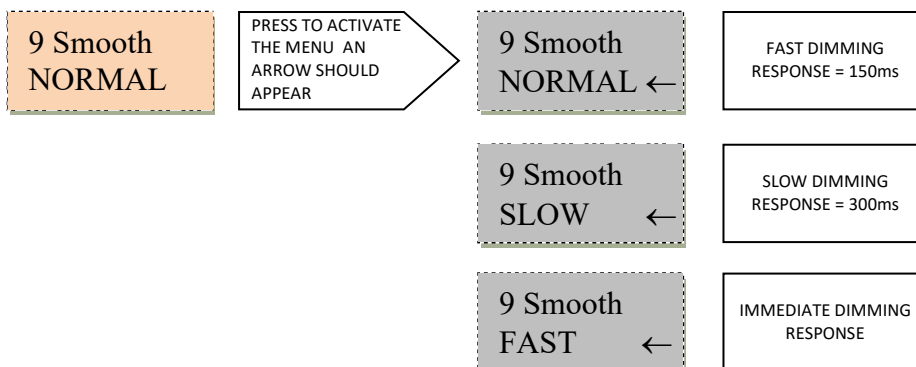 9 Smooth
NORMAL
PRESS TO ACTIVATE
THE MENU AN
ARROW SHOULD
APPEAR
9 Smooth
NORMAL ←
FAST DIMMING
RESPONSE = 150ms
9 Smooth
SLOW ←
SLOW DIMMING
RESPONSE = 300ms
9 Smooth
FAST ←
IMMEDIATE DIMMING
RESPONSE